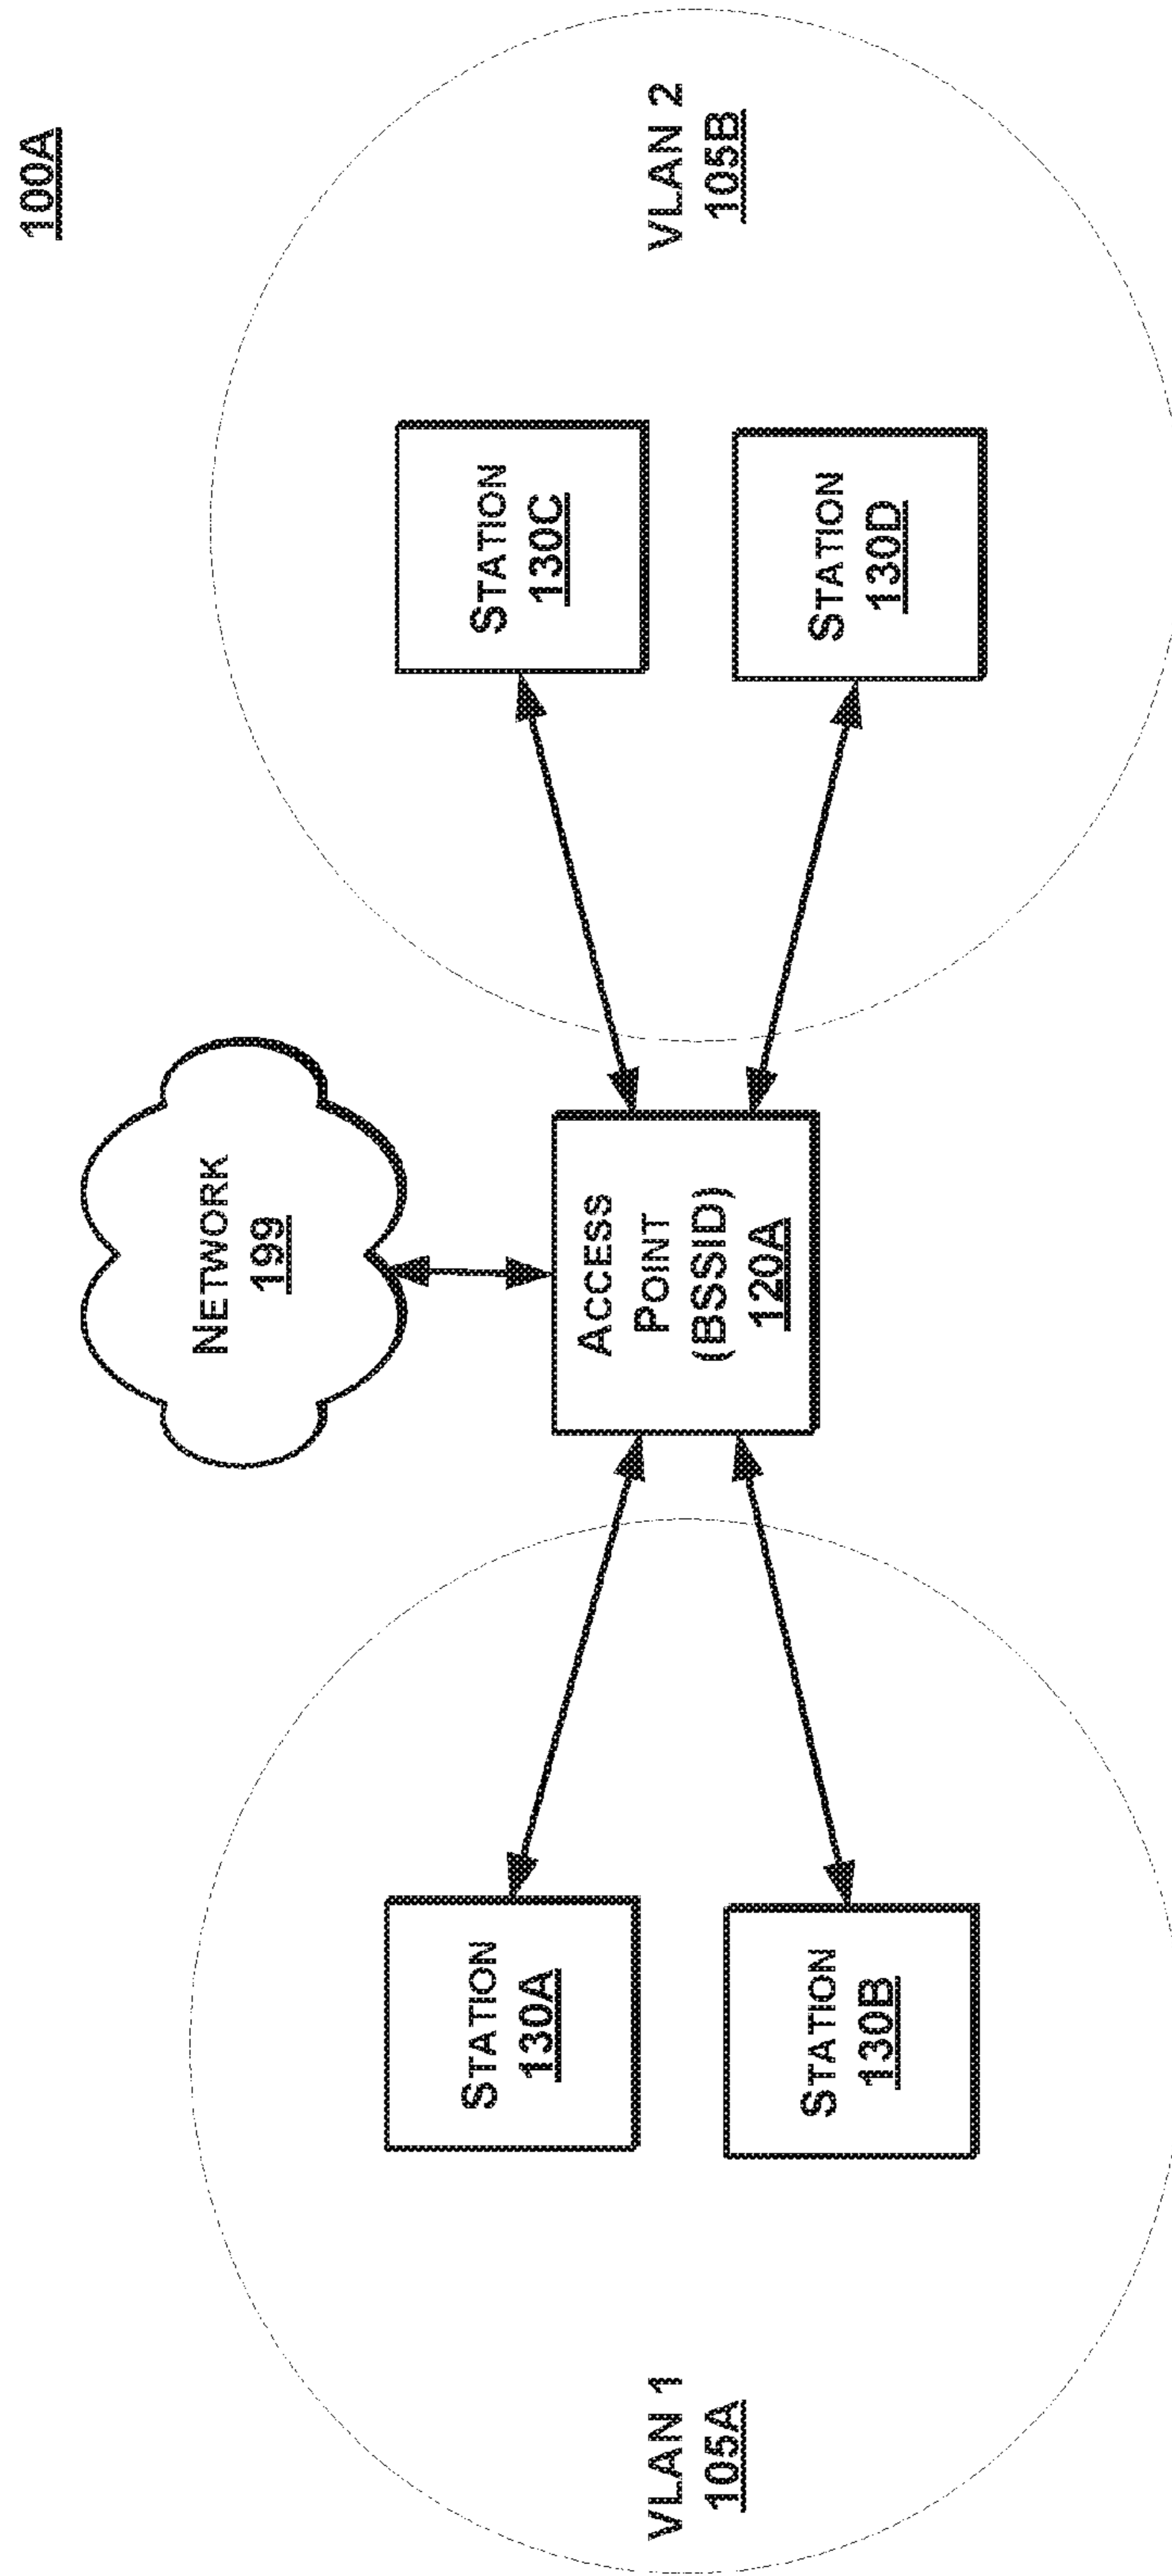 100A
NETWORK
199
ACCESS
POINT
(BSSID)
120A
STATION
130A
STATION
130B
VLAN 1
105A
STATION
130C
STATION
130D
VLAN 2
105B